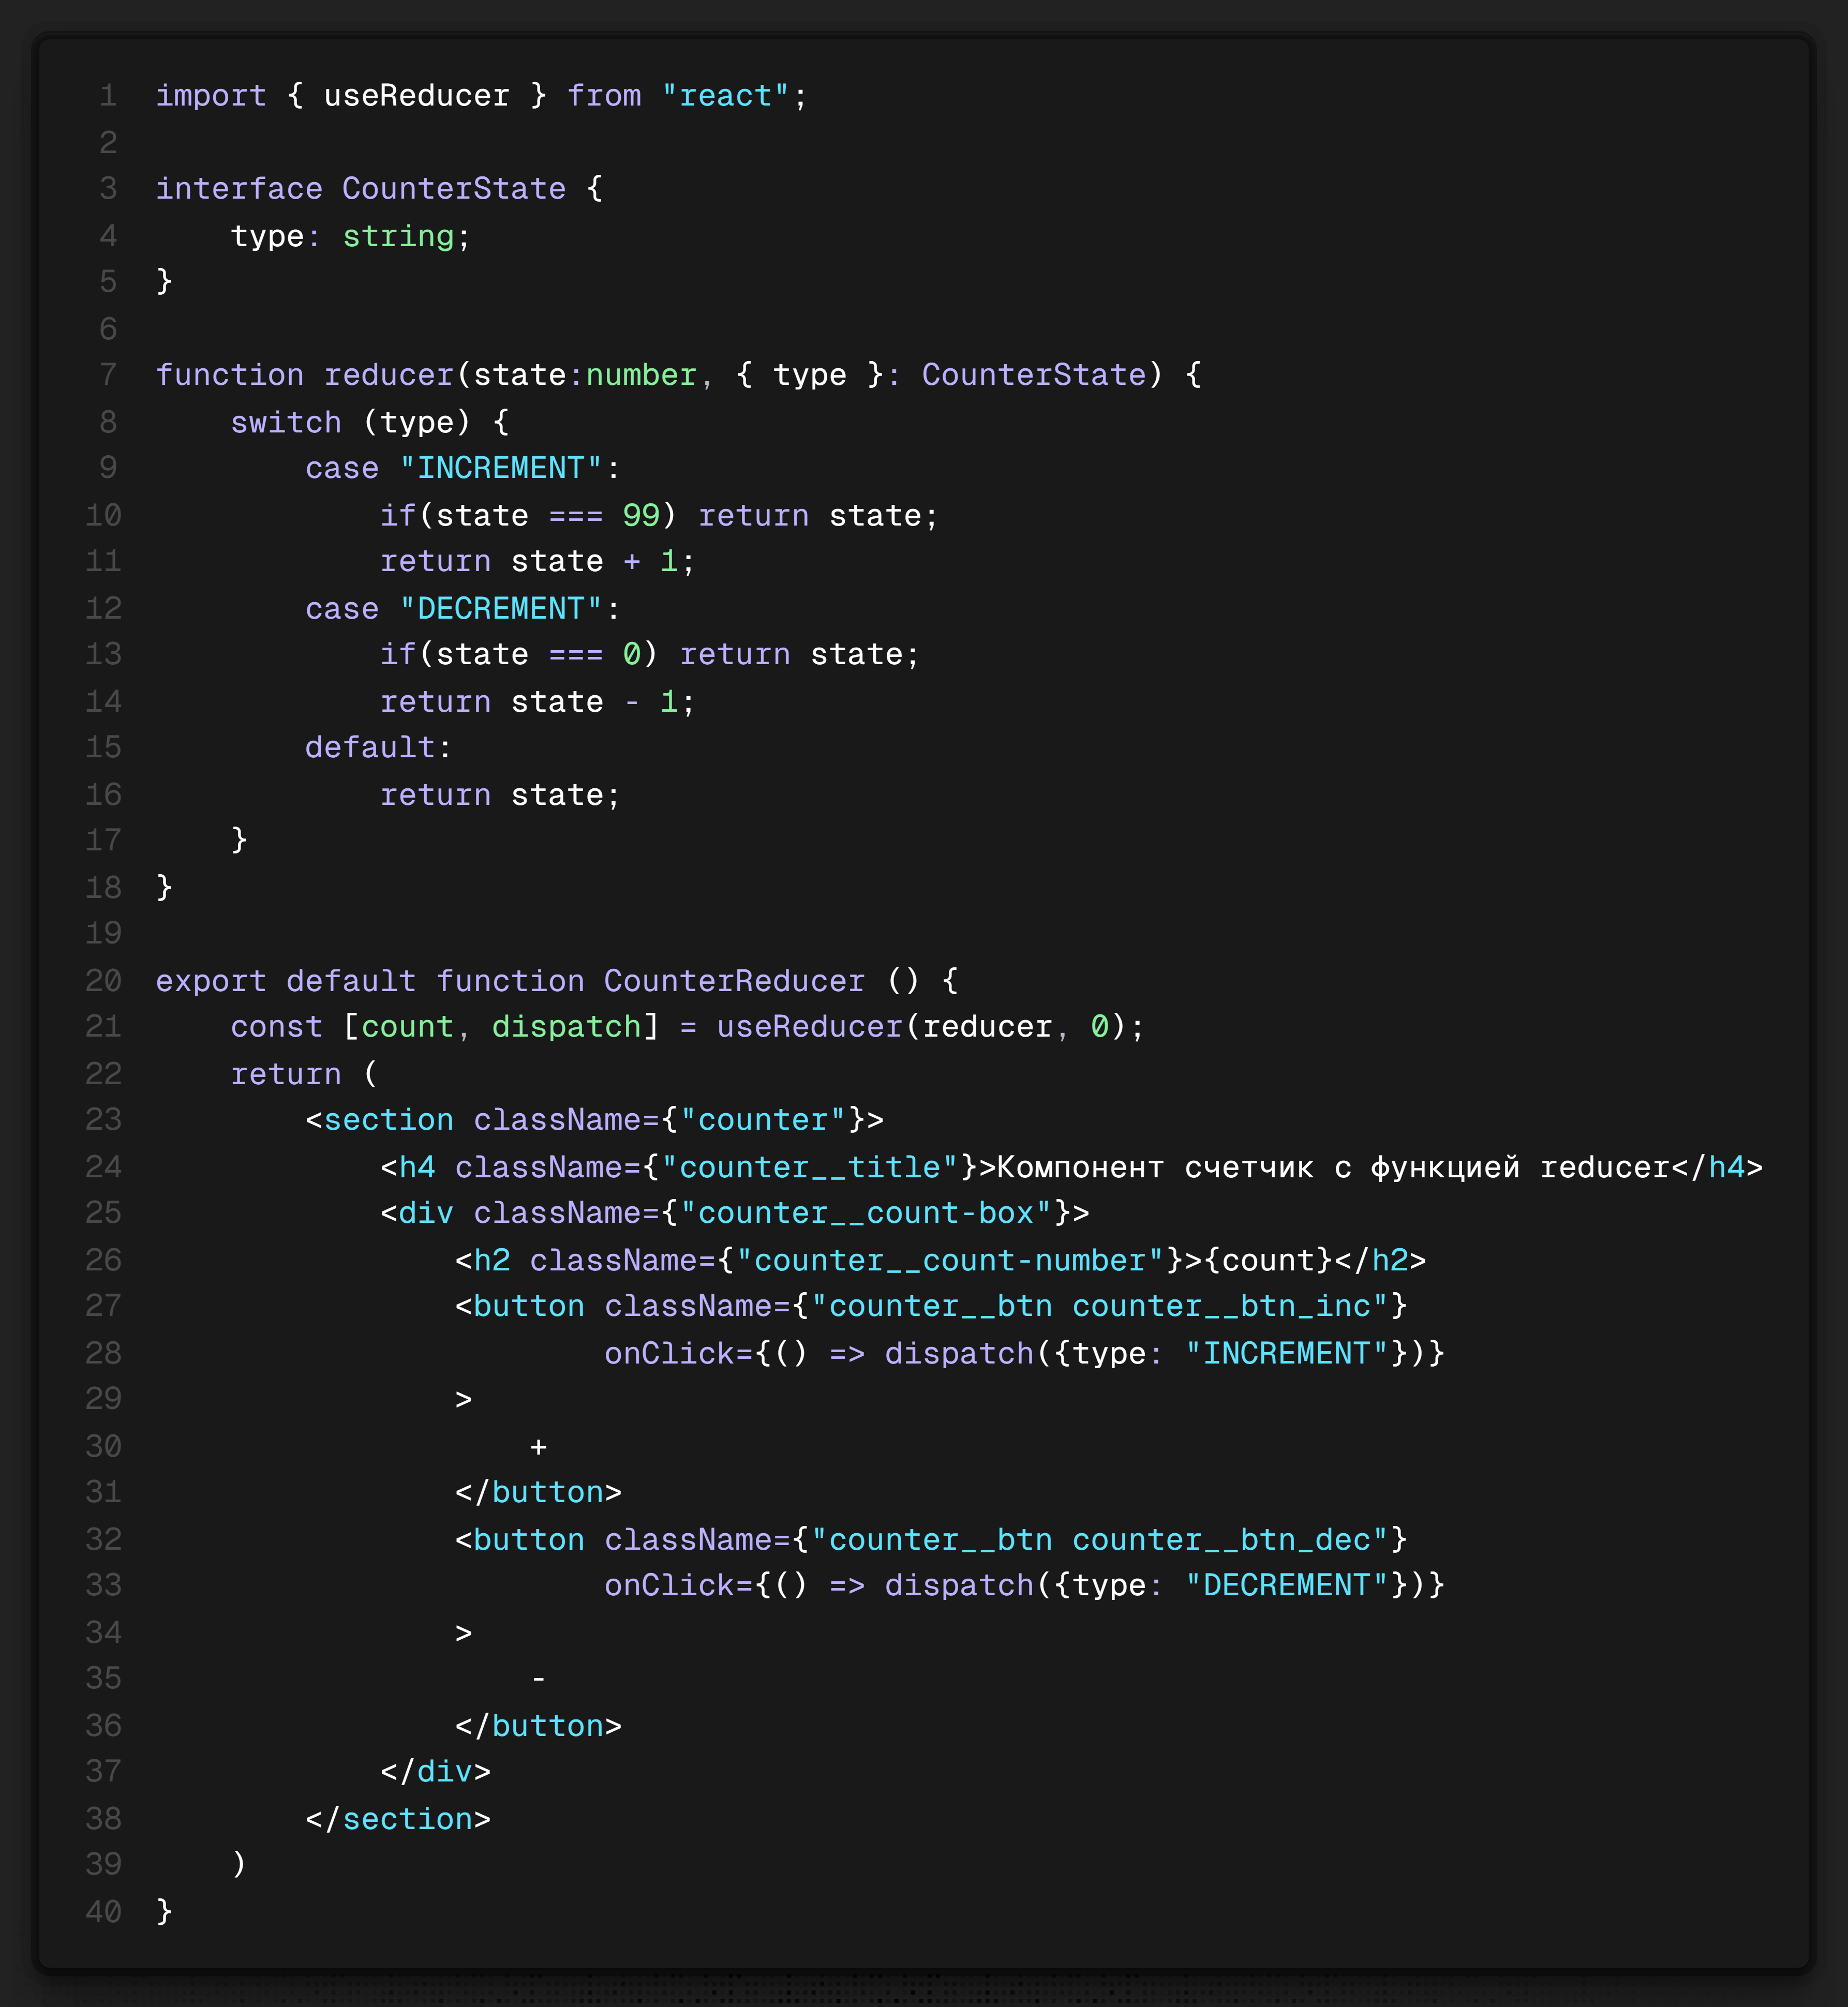 1 import { useReducer } from "react";
2
3 interface CounterState {
4     type: string;
5 }
6
7 function reducer(state:number, { type }: CounterState) {
8     switch (type) {
9         case "INCREMENT":
10             if(state === 99) return state;
11             return state + 1;
12         case "DECREMENT":
13             if(state === 0) return state;
14             return state - 1;
15         default:
16             return state;
17     }
18 }
19
20 export default function CounterReducer () {
21     const [count, dispatch] = useReducer(reducer, 0);
22     return (
23         <section className={"counter"}>
24             <h4 className={"counter__title"}>Компонент счетчик с функцией reducer</h4>
25             <div className={"counter__count-box"}>
26                 <h2 className={"counter__count-number"}>{count}</h2>
27                 <button className={"counter__btn counter__btn_inc"}
28                         onClick={() => dispatch({type: "INCREMENT"})}
29                 >
30                     +
31                 </button>
32                 <button className={"counter__btn counter__btn_dec"}
33                         onClick={() => dispatch({type: "DECREMENT"})}
34                 >
35                     -
36                 </button>
37             </div>
38         </section>
39     )
40 }